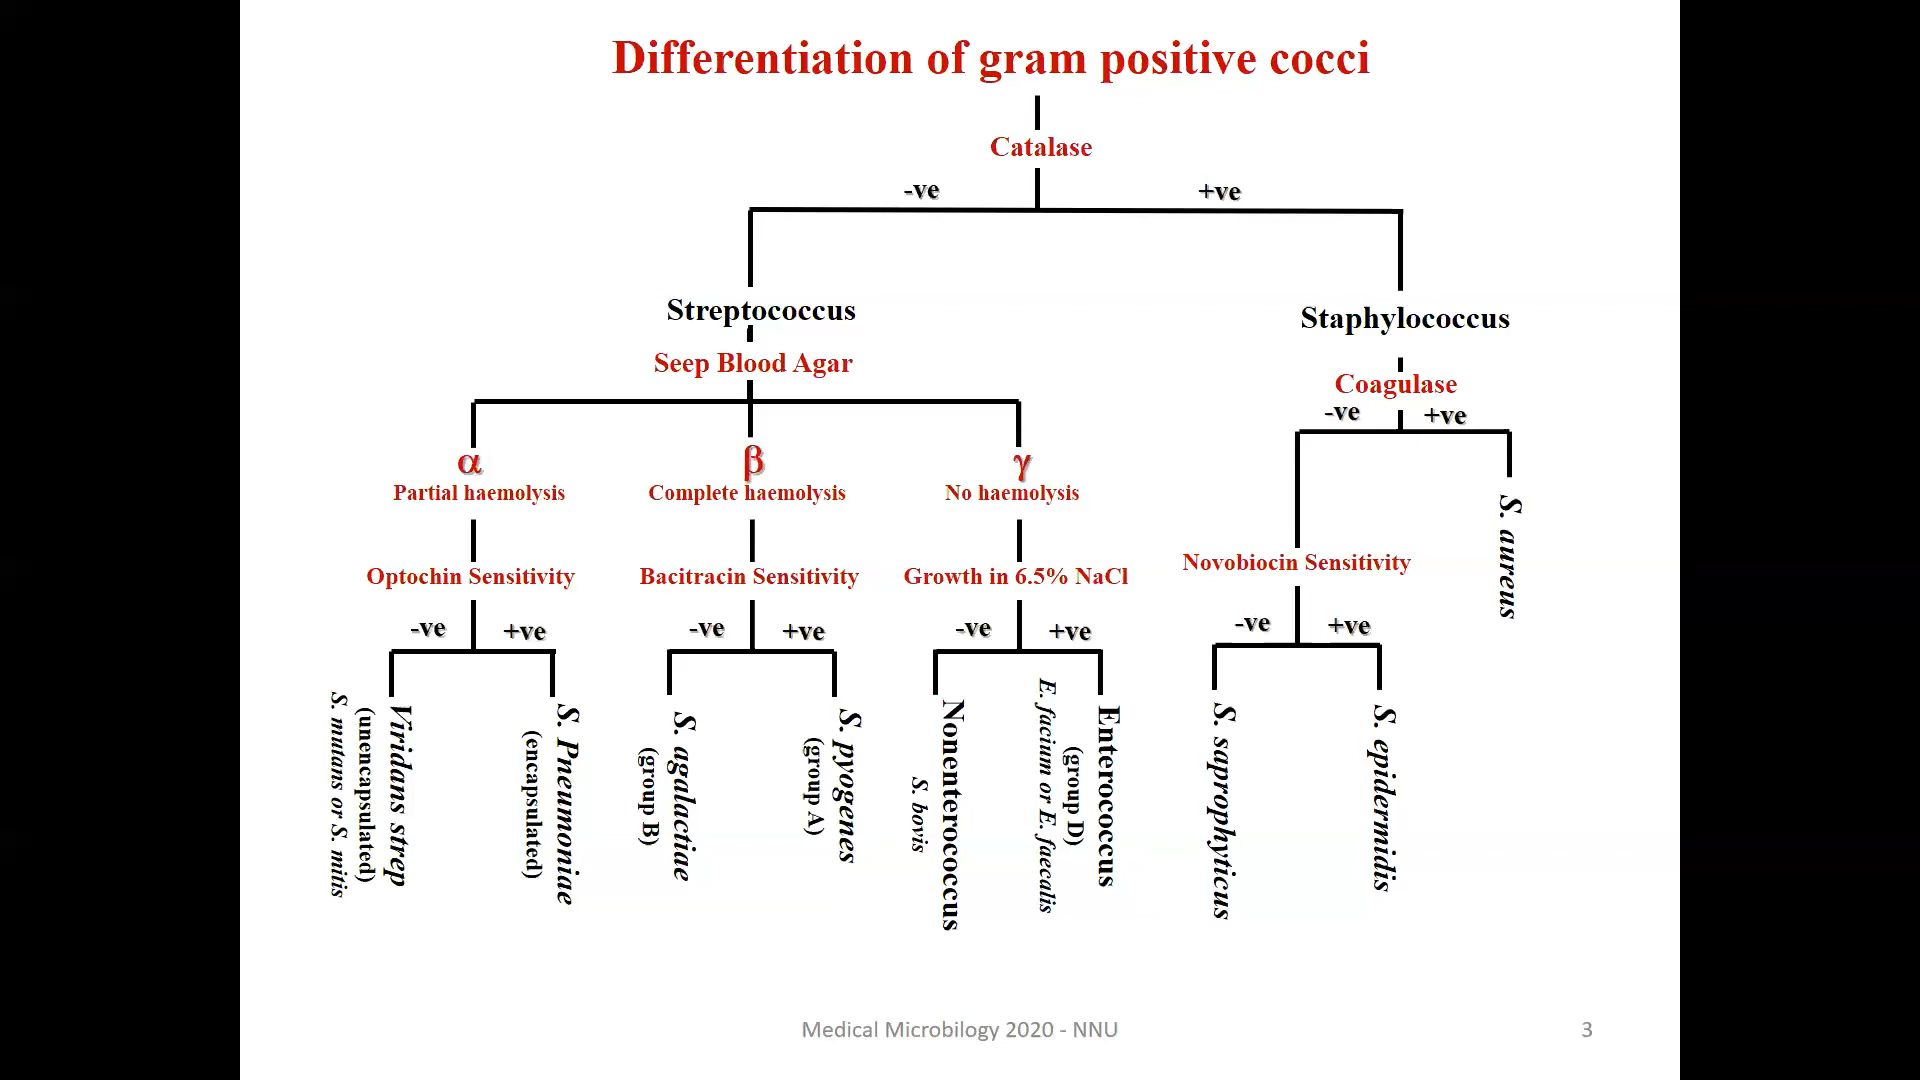 Differentiation of gram positive cocci
Catalase
-ve
+ve
Streptococcus
Staphylococcus
Seep Blood Agar
Coagulase
-ve
+ve
α
β
γ
Partial haemolysis
Complete haemolysis
No haemolysis
S. aureus
Optochin Sensitivity
Bacitracin Sensitivity
Growth in 6.5% NaCl
Novobiocin Sensitivity
-ve
+ve
-ve
+ve
-ve
+ve
-ve
+ve
Viridans strep
(unencapsulated)
S. mutans or S. mitis
S. Pneumoniae
(encapsulated)
S. agalactiae
(group B)
S. pyogenes
(group A)
Nonenterococcus
S. bovis
Enterococcus
(group D)
E. facium or E. faecalis
S. saprophyticus
S. epidermidis
Medical Microbilogy 2020 - NNU
3